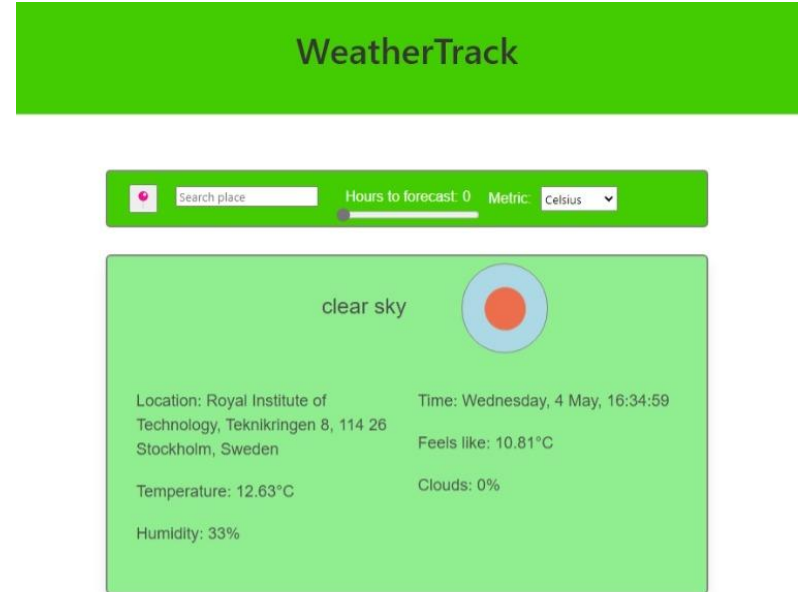 WeatherTrack
Search place
Hours to forecast: 0
Metric:
Celsius
clear sky
Location: Royal Institute of
Technology, Teknikringen 8, 114 26
Stockholm, Sweden
Temperature: 12.63°C
Humidity: 33%
Time: Wednesday, 4 May, 16:34:59
Feels like: 10.81°C
Clouds: 0%